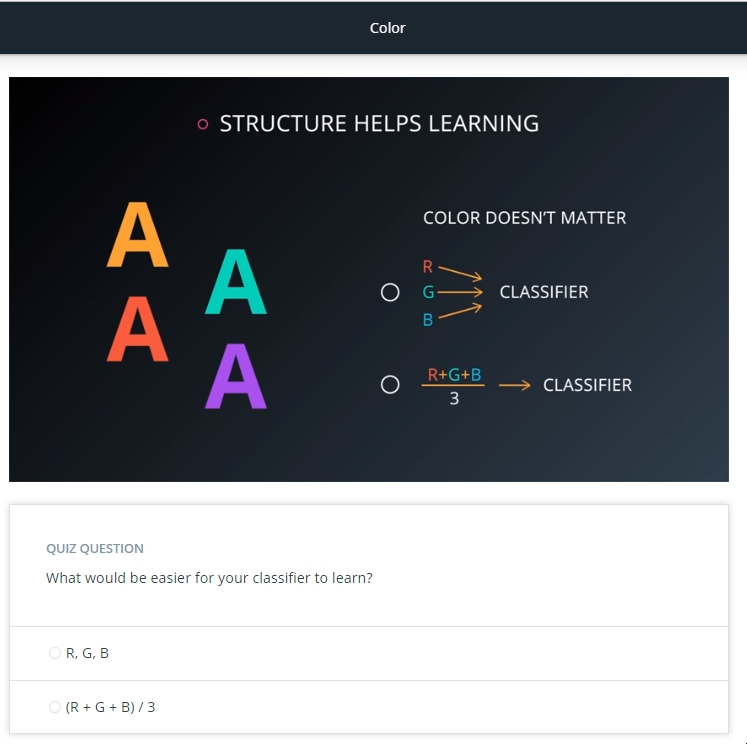 Color
STRUCTURE HELPS LEARNING
A
A
A
A
COLOR DOESN'T MATTER
R
G
B
CLASSIFIER
R+G+B
3
CLASSIFIER
QUIZ QUESTION
What would be easier for your classifier to learn?
R, G, B
(R + G + B) / 3